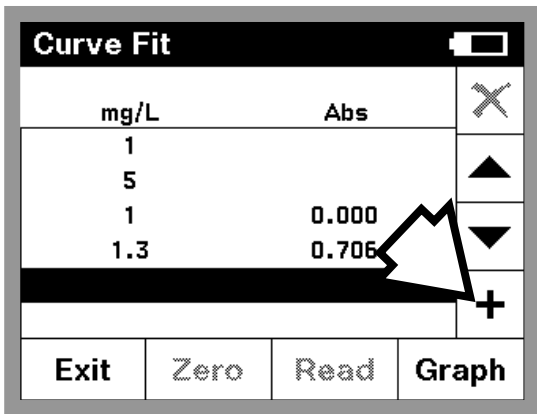 Curve Fit
mg/L Abs
1
5
1 0.000
1.3 0.706
+
Exit Zero Read Graph